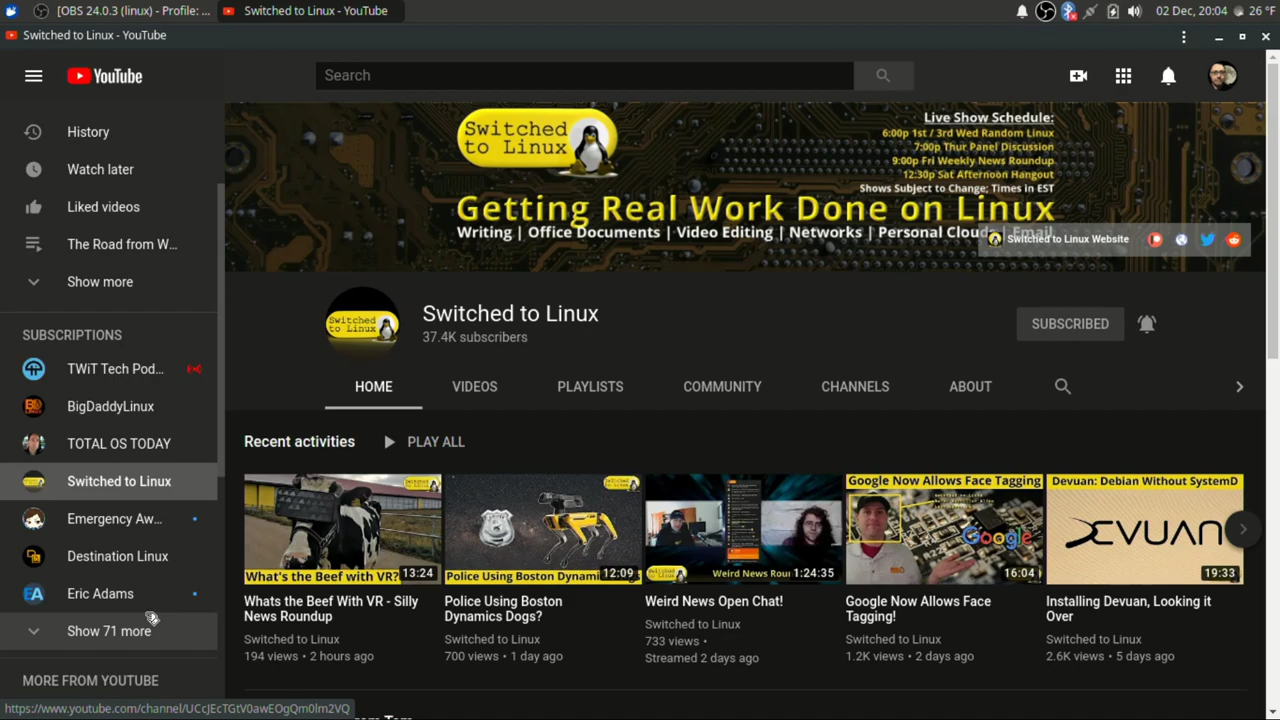 [OBS 24.0.3 (linux) - Profile: ...
Switched to Linux - YouTube
02 Dec, 20:04
26 °F
Switched to Linux - YouTube
YouTube
Search
History
Watch later
Liked videos
The Road from W...
Show more
SUBSCRIPTIONS
TWiT Tech Pod...
BigDaddyLinux
TOTAL OS TODAY
Switched to Linux
Emergency Aw...
Destination Linux
Eric Adams
Show 71 more
MORE FROM YOUTUBE
Switched to Linux
Live Show Schedule:
6:00p 1st / 3rd Wed Random Linux
7:00p Thur Panel Discussion
9:00p Fri Weekly News Roundup
12:30p Sat Afternoon Hangout
Shows Subject to Change; Times in EST
Getting Real Work Done on Linux
Writing | Office Documents | Video Editing | Networks | Personal Cloud | Email
Switched to Linux Website
Switched to Linux
Switched to Linux
37.4K subscribers
SUBSCRIBED
HOME
VIDEOS
PLAYLISTS
COMMUNITY
CHANNELS
ABOUT
Recent activities
PLAY ALL
What's the Beef with VR?
13:24
Whats the Beef With VR - Silly
News Roundup
Switched to Linux
194 views • 2 hours ago
Police Using Boston Dynamics
12:09
Police Using Boston
Dynamics Dogs?
Switched to Linux
700 views • 1 day ago
Weird News Rou
1:24:35
Weird News Open Chat!
Switched to Linux
733 views •
Streamed 2 days ago
Google Now Allows Face Tagging
Google
16:04
Google Now Allows Face
Tagging!
Switched to Linux
1.2K views • 2 days ago
Devuan: Debian Without SystemD
DEVUAN
19:33
Installing Devuan, Looking it
Over
Switched to Linux
2.6K views • 5 days ago
https://www.youtube.com/channel/UCcJEcTGtV0awEOgQm0lm2VQ